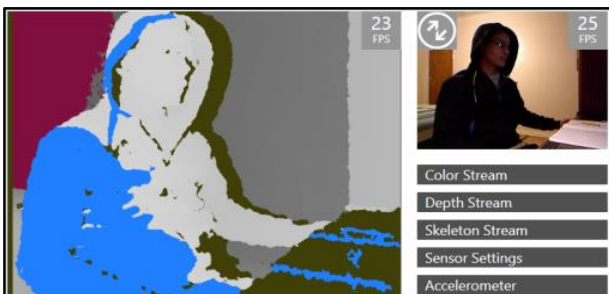 23
FPS
25
FPS
Color Stream
Depth Stream
Skeleton Stream
Sensor Settings
Accelerometer